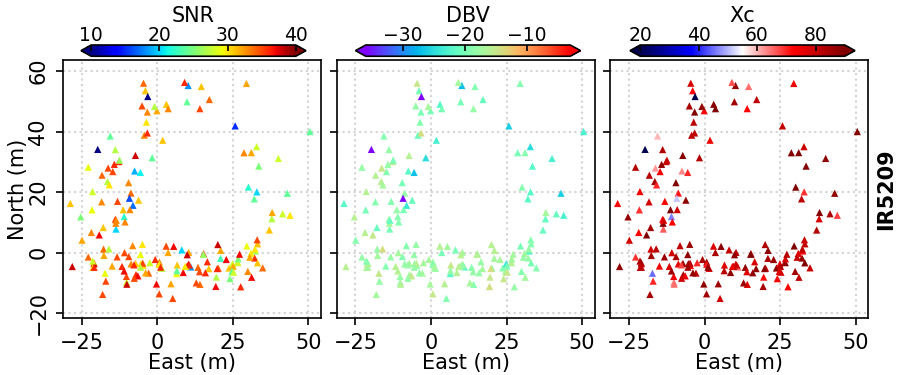 SNR DBV Xc
10 20 30 40 −30 −20 −10 20 40 60 80
60
40
20
0
−20
North (m)
IR5209
−25 0 25 50 −25 0 25 50 −25 0 25 50
East (m) East (m) East (m)